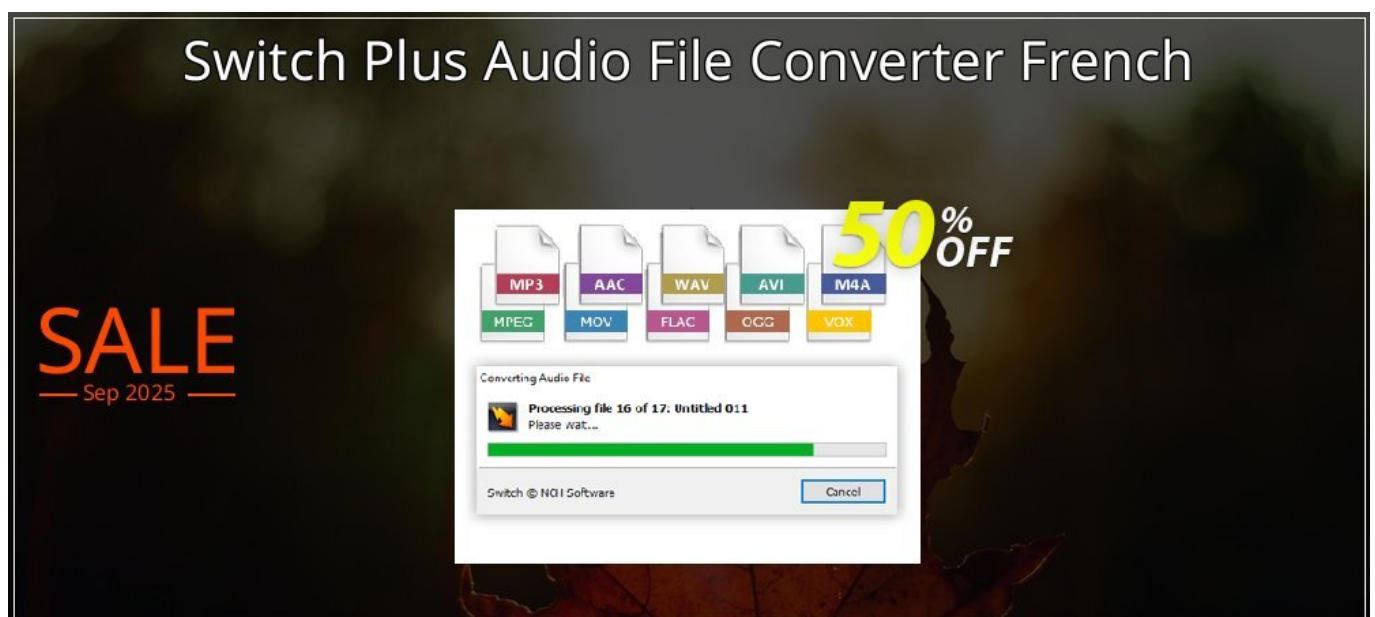 Switch Plus Audio File Converter French
50% OFF
MP3 AAC WAV AVI M4A
MPEG MOV FLAC OGG VOX
SALE
Sep 2025
Converting Audio File
Processing file 16 of 17: Untitled 011
Please wait...
Switch © NCH Software
Cancel